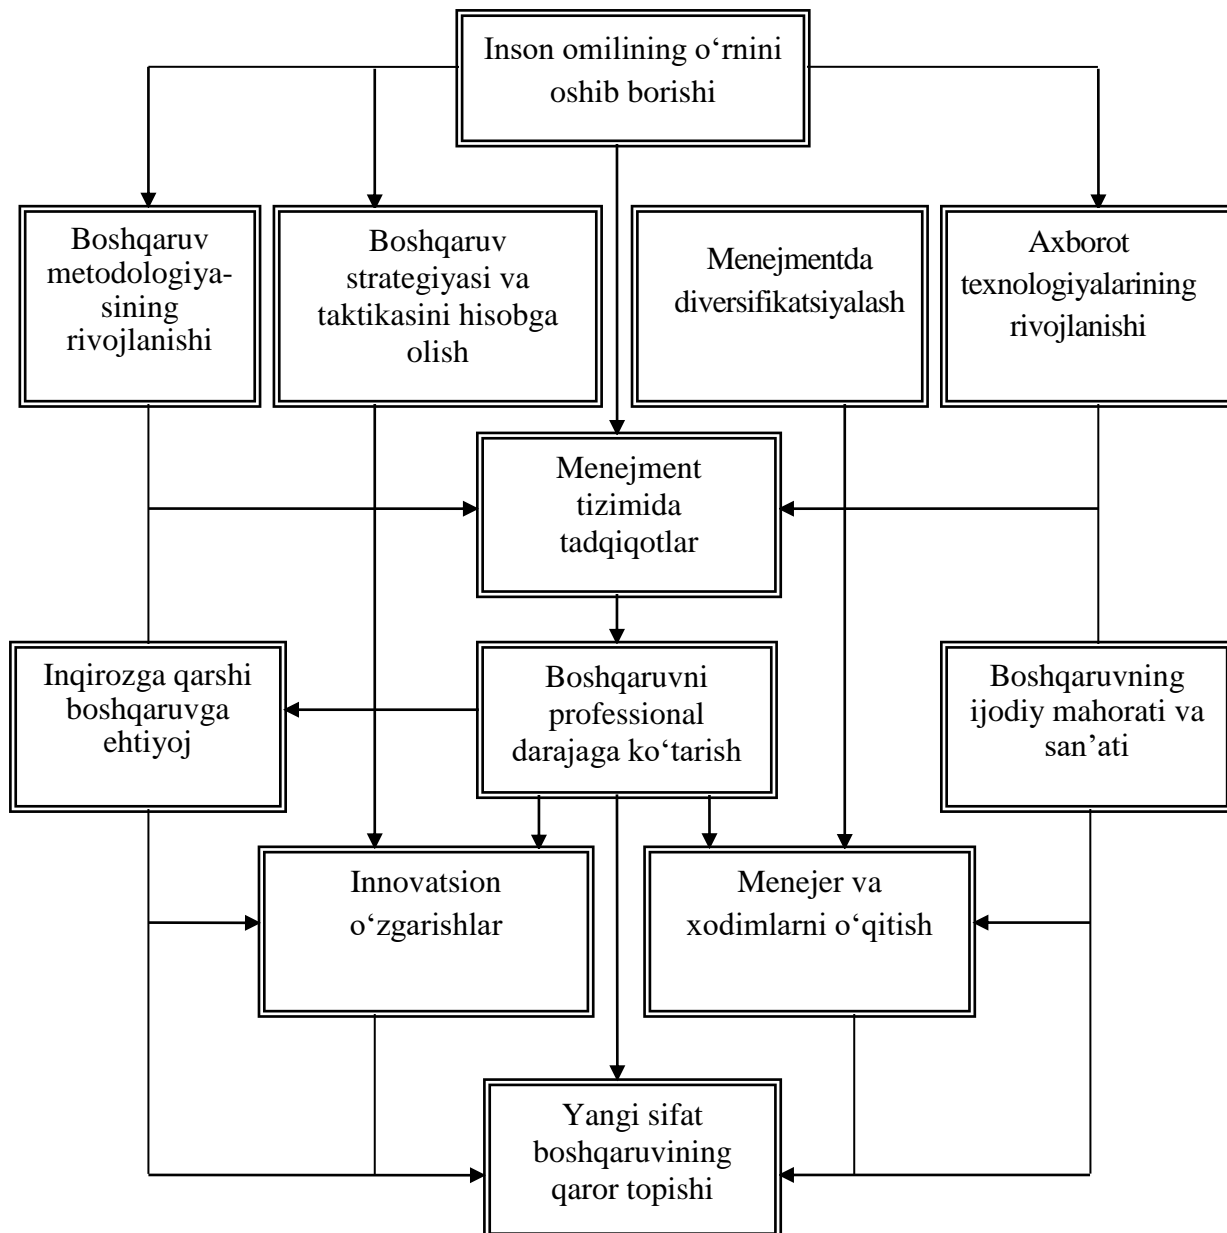 Inson omilining o‘rnini
oshib borishi
Boshqaruv
metodologiya-
sining
rivojlanishi
Boshqaruv
strategiyasi va
taktikasini hisobga
olish
Menejmentda
diversifikatsiyalash
Axborot
texnologiyalarining
rivojlanishi
Menejment
tizimida
tadqiqotlar
Inqirozga qarshi
boshqaruvga
ehtiyoj
Boshqaruvni
professional
darajaga ko‘tarish
Boshqaruvning
ijodiy mahorati va
san’ati
Innovatsion
o‘zgarishlar
Menejer va
xodimlarni o‘qitish
Yangi sifat
boshqaruvining
qaror topishi